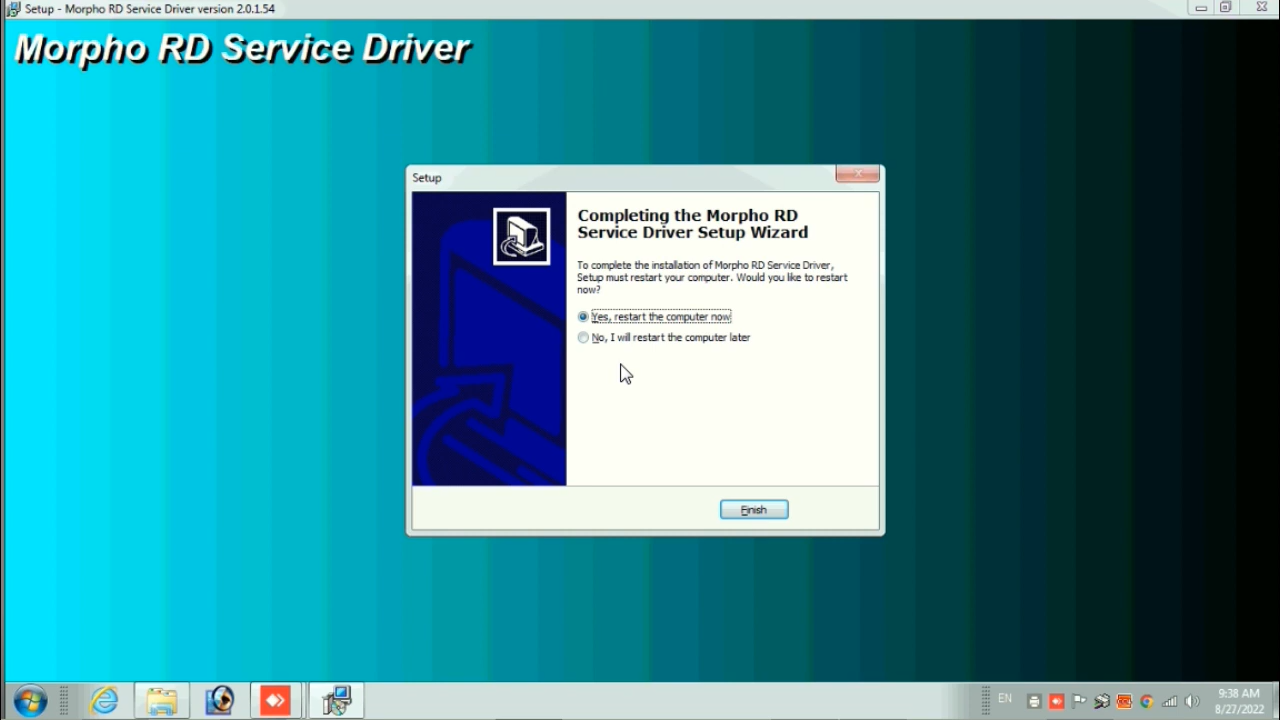 Setup - Morpho RD Service Driver version 2.0.1.54
Morpho RD Service Driver
Setup
Completing the Morpho RD
Service Driver Setup Wizard
To complete the installation of Morpho RD Service Driver,
Setup must restart your computer. Would you like to restart
now?
Yes, restart the computer now
No, I will restart the computer later
Finish
EN
9:38 AM
8/27/2022